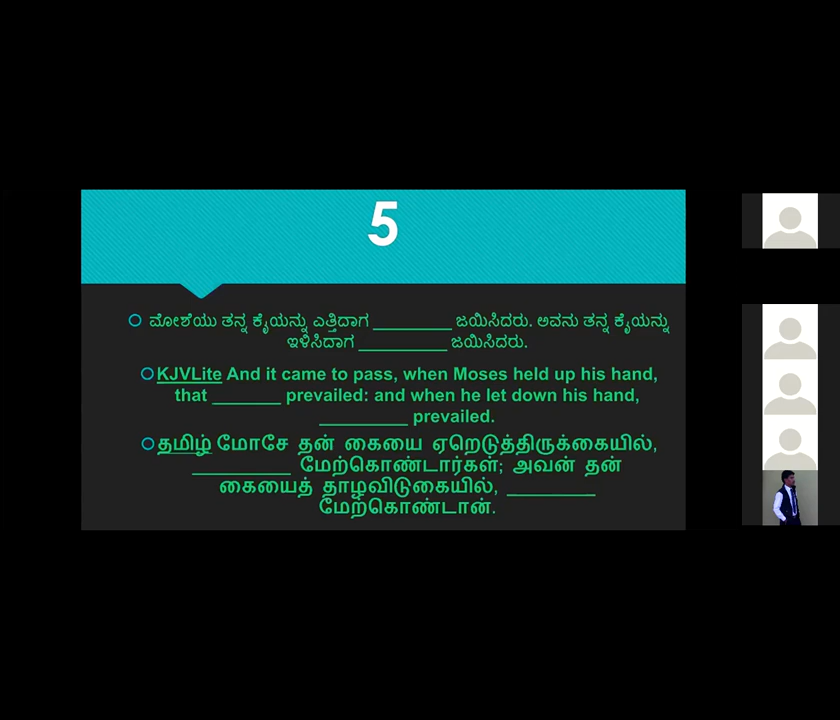 5
ಮೋಶೆಯು ತನ್ನ ಕೈಯನ್ನು ಎತ್ತಿದಾಗ ________ ಜಯಿಸಿದರು. ಅವನು ತನ್ನ ಕೈಯನ್ನು
ಇಳಿಸಿದಾಗ _________ ಜಯಿಸಿದರು.
KJVLite And it came to pass, when Moses held up his hand,
that _______ prevailed: and when he let down his hand,
_________ prevailed.
தமிழ் மோசே தன் கையை ஏறெடுத்திருக்கையில்,
__________ மேற்கொண்டார்கள்; அவன் தன்
கையைத் தாழவிடுகையில், _________
மேற்கொண்டான்.